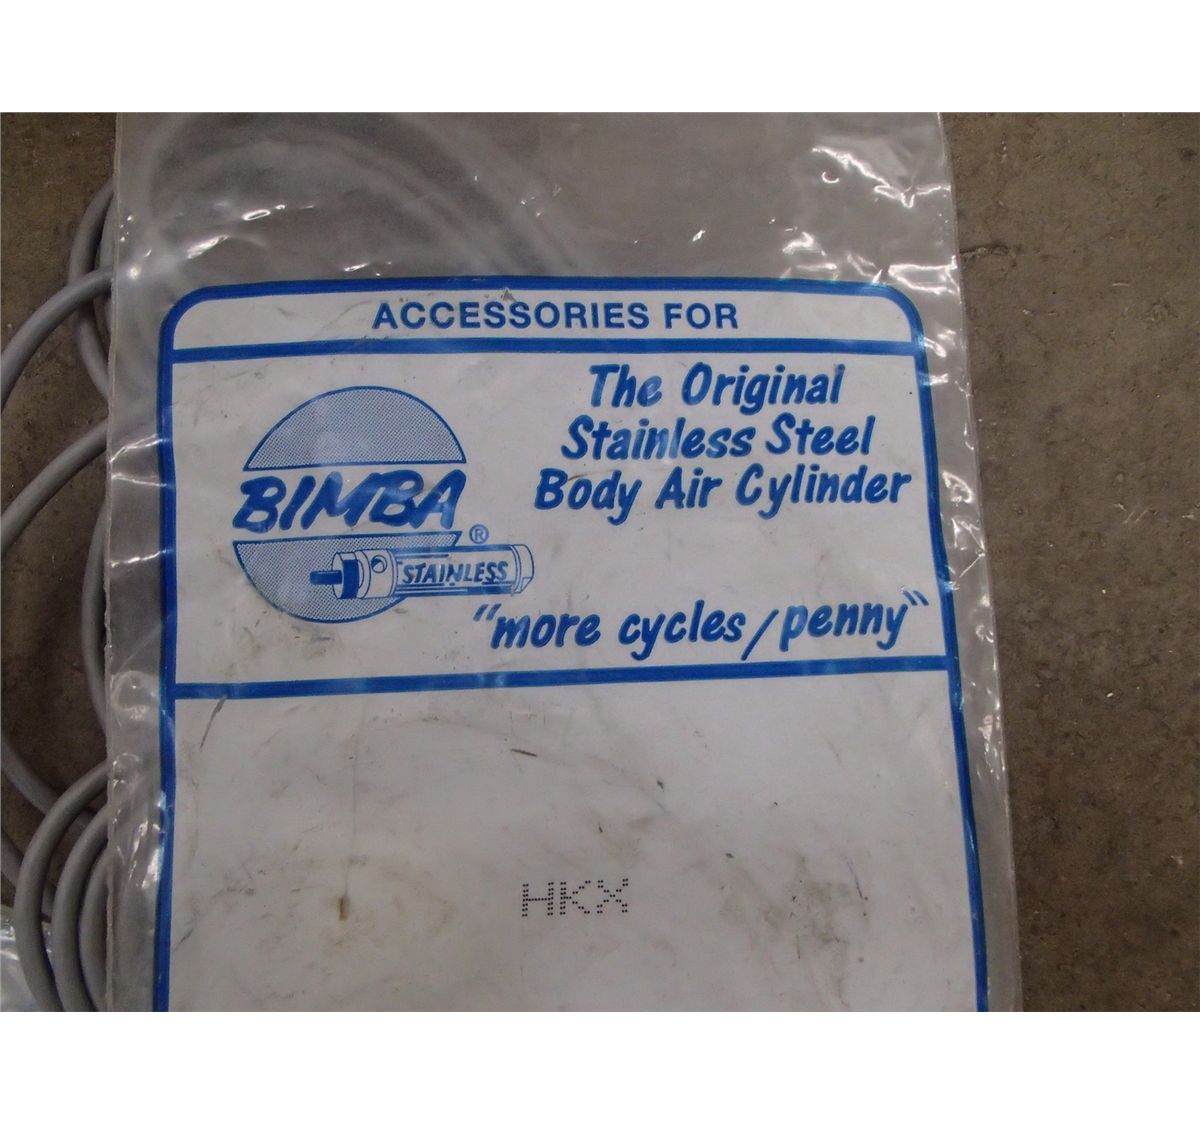 ACCESSORIES FOR
The Original
Stainless Steel
Body Air Cylinder
BIMBA®
STAINLESS
"more cycles/penny"
HKX